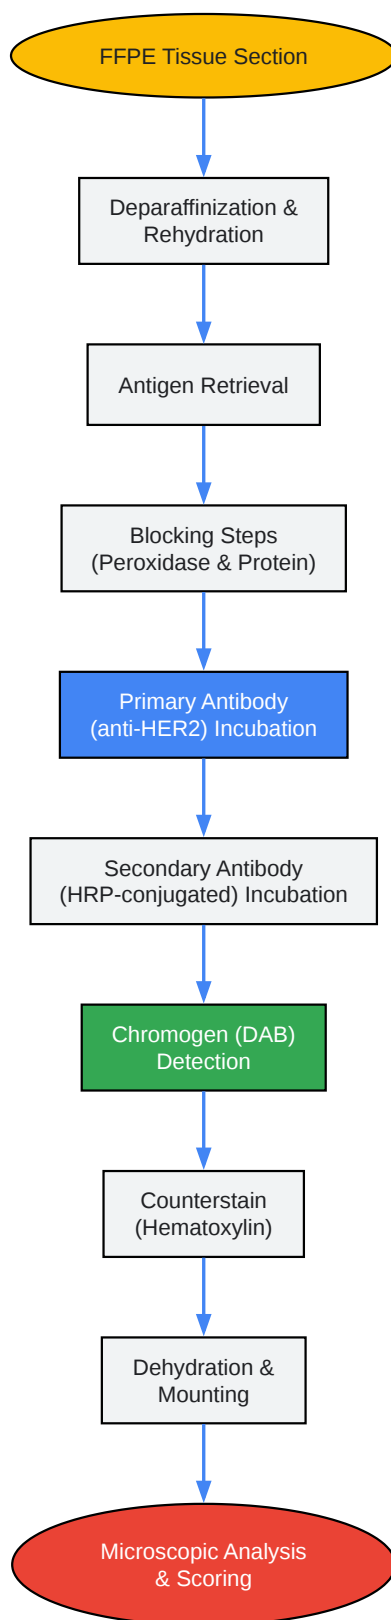 FFPE Tissue Section
Deparaffinization &
Rehydration
Antigen Retrieval
Blocking Steps
(Peroxidase & Protein)
Primary Antibody
(anti-HER2) Incubation
Secondary Antibody
(HRP-conjugated) Incubation
Chromogen (DAB)
Detection
Counterstain
(Hematoxylin)
Dehydration &
Mounting
Microscopic Analysis
& Scoring